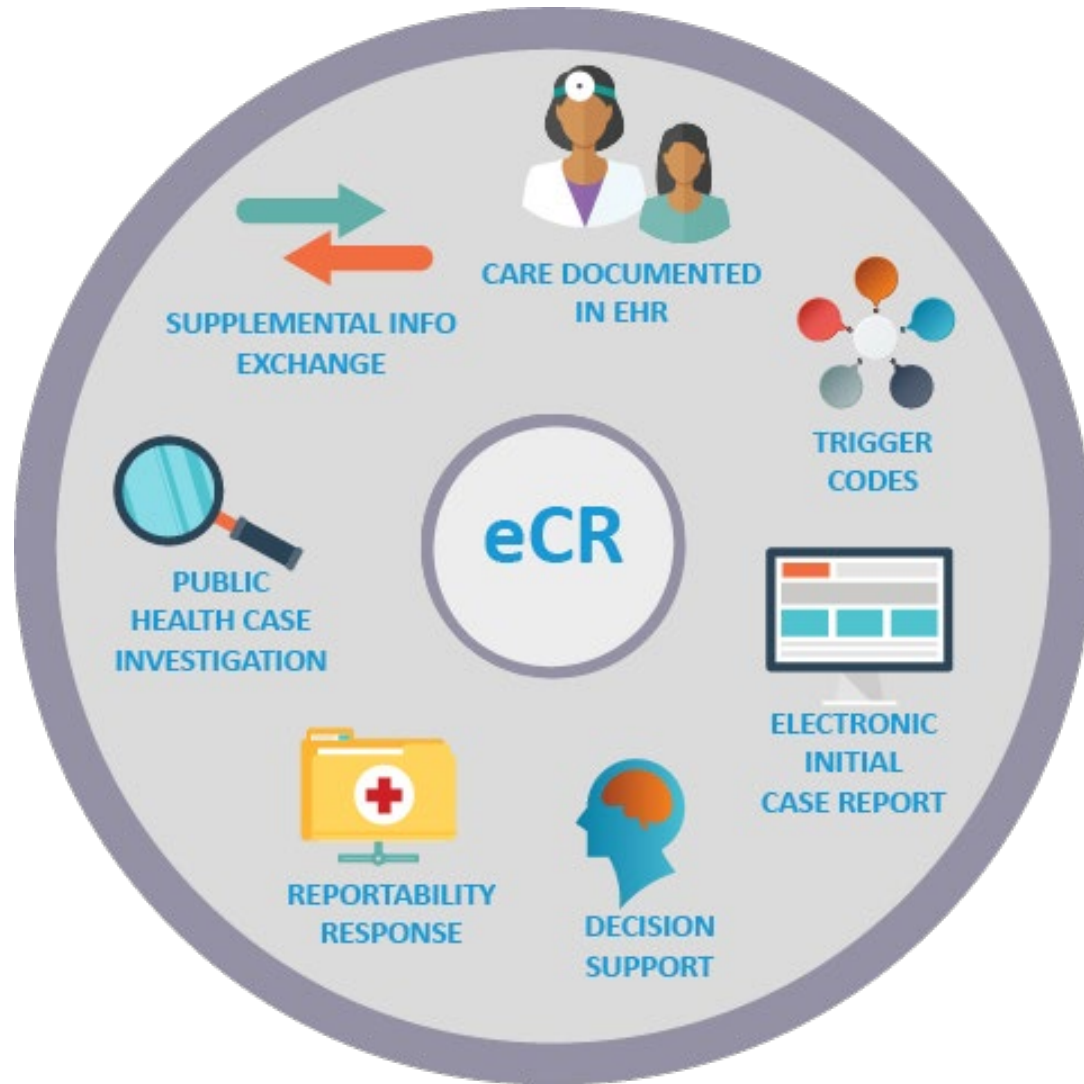 CARE DOCUMENTED
IN EHR
TRIGGER
CODES
ELECTRONIC
INITIAL
CASE REPORT
DECISION
SUPPORT
REPORTABILITY
RESPONSE
PUBLIC
HEALTH CASE
INVESTIGATION
SUPPLEMENTAL INFO
EXCHANGE
eCR